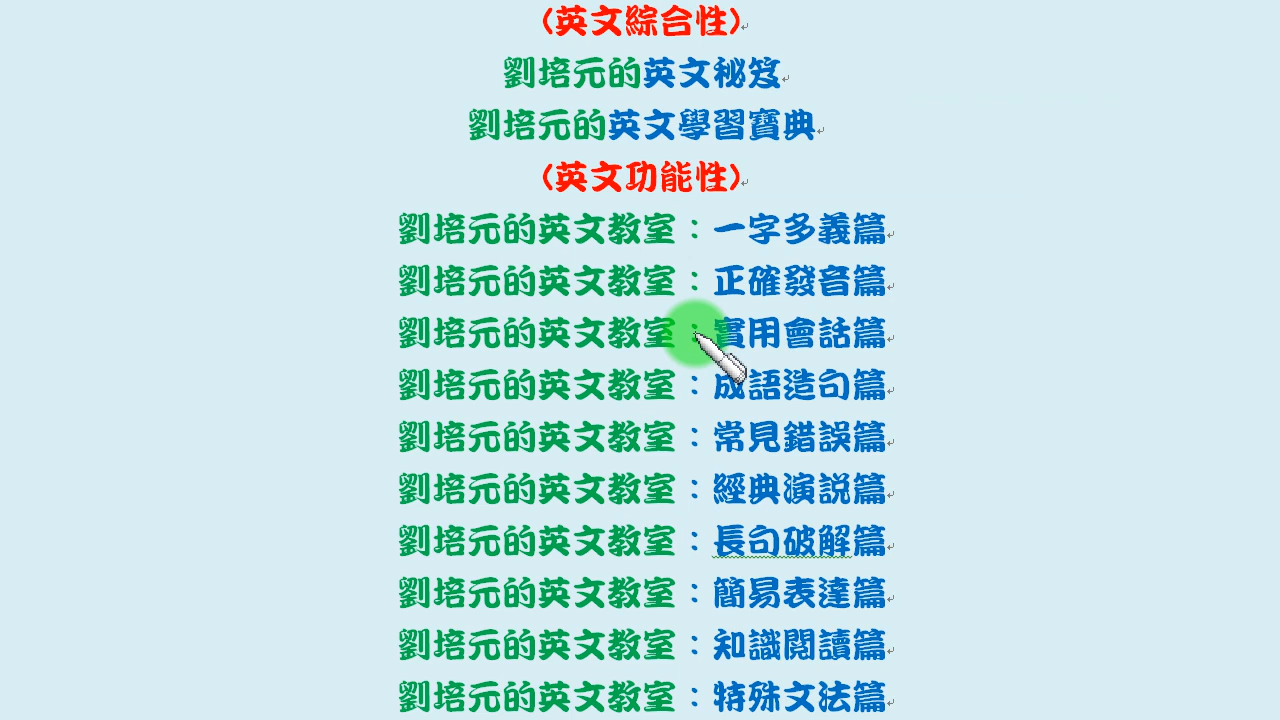 (英文綜合性)
劉培元的英文秘笈
劉培元的英文學習寶典
(英文功能性)
劉培元的英文教室：一字多義篇
劉培元的英文教室：正確發音篇
劉培元的英文教室：實用會話篇
劉培元的英文教室：成語造句篇
劉培元的英文教室：常見錯誤篇
劉培元的英文教室：經典演說篇
劉培元的英文教室：長句破解篇
劉培元的英文教室：簡易表達篇
劉培元的英文教室：知識閱讀篇
劉培元的英文教室：特殊文法篇